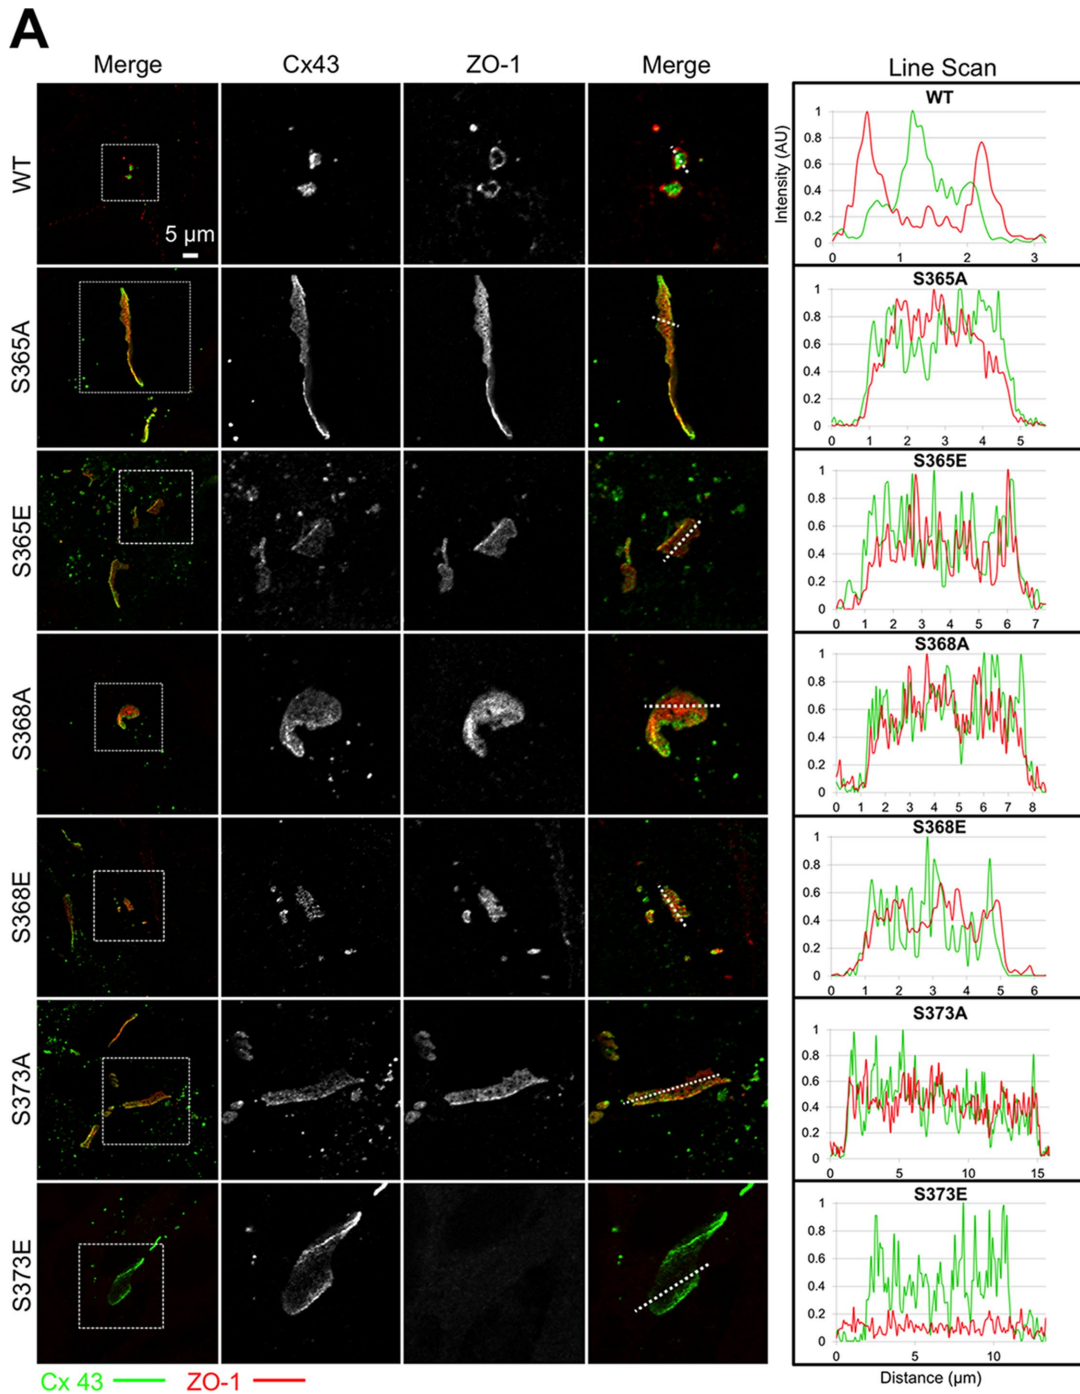 A
Merge Cx43 ZO-1 Merge Line Scan
WT
5 µm
WT
Intensity (AU)
1
0.8
0.6
0.4
0.2
0
0 1 2 3
S365A
S365A
1
0.8
0.6
0.4
0.2
0
0 1 2 3 4 5
S365E
S365E
1
0.8
0.6
0.4
0.2
0
0 1 2 3 4 5 6 7
S368A
S368A
1
0.8
0.6
0.4
0.2
0
0 1 2 3 4 5 6 7 8
S368E
S368E
1
0.8
0.6
0.4
0.2
0
0 1 2 3 4 5 6
S373A
S373A
1
0.8
0.6
0.4
0.2
0
0 5 10 15
S373E
S373E
1
0.8
0.6
0.4
0.2
0
0 5 10
Distance (µm)
Cx 43 ZO-1